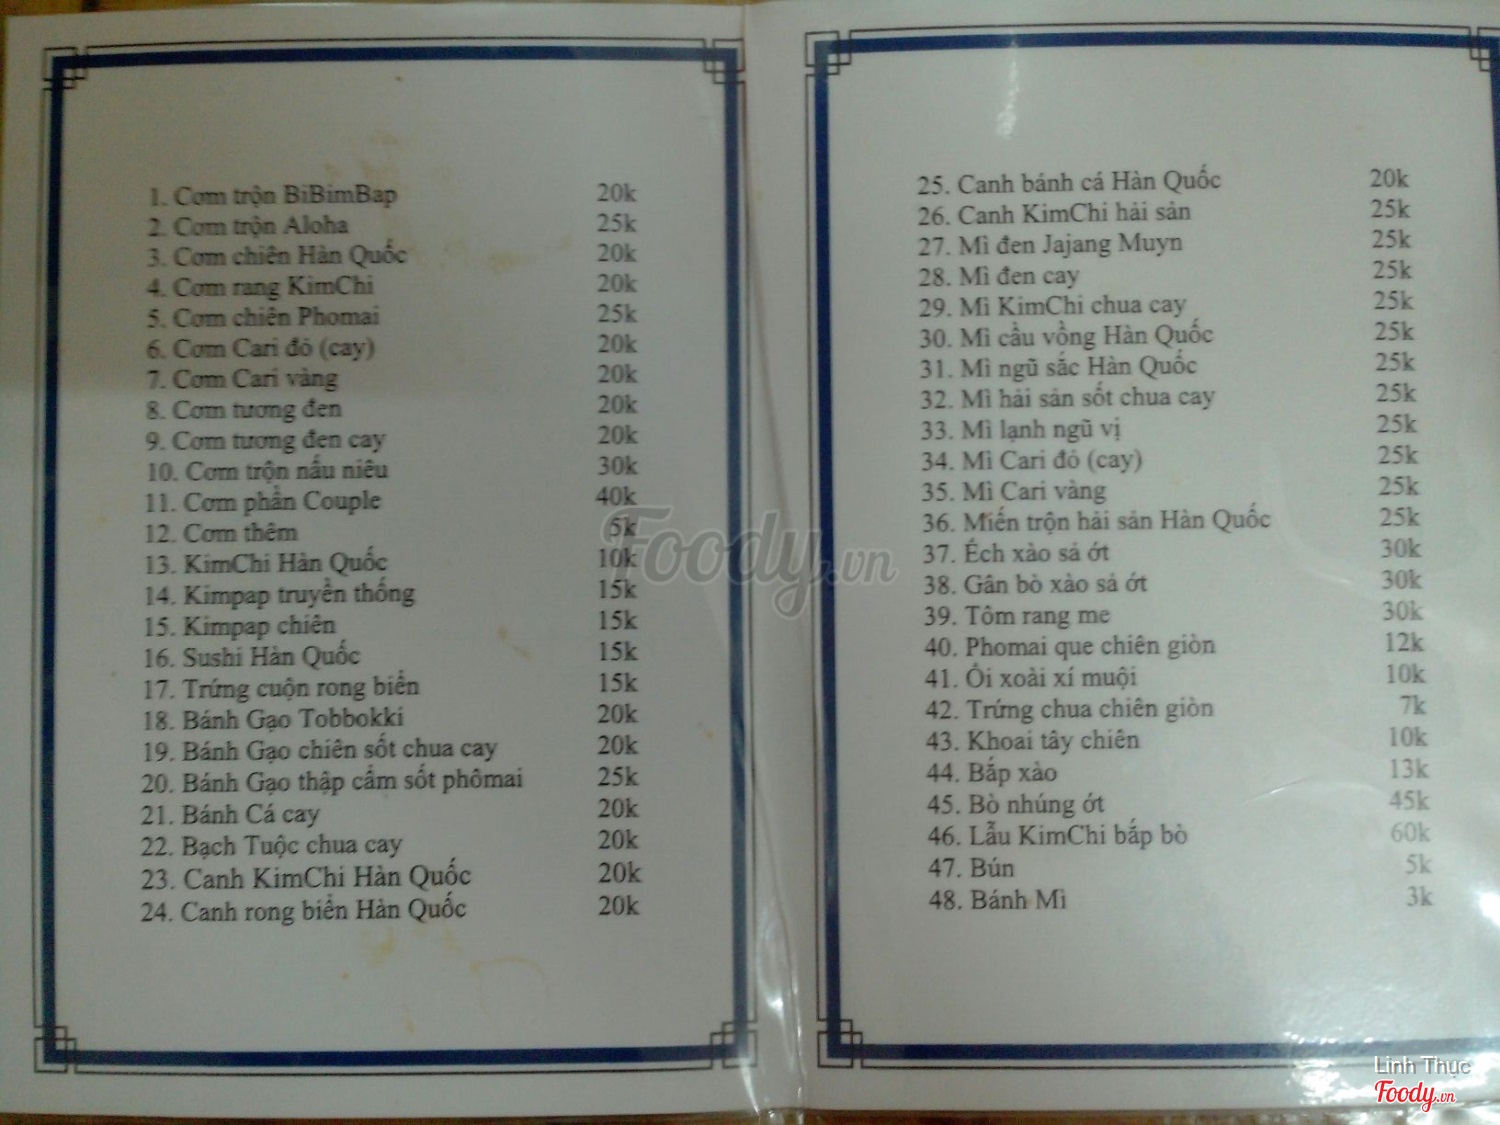 1. Cơm trộn BiBimBap 20k
2. Cơm trộn Aloha 25k
3. Cơm chiên Hàn Quốc 20k
4. Cơm rang KimChi 20k
5. Cơm chiên Phomai 25k
6. Cơm Cari đỏ (cay) 20k
7. Cơm Cari vàng 20k
8. Cơm tương đen 20k
9. Cơm tương đen cay 20k
10. Cơm trộn nấu niêu 30k
11. Cơm phần Couple 40k
12. Cơm thêm 5k
13. KimChi Hàn Quốc 10k
14. Kimpap truyền thống 15k
15. Kimpap chiên 15k
16. Sushi Hàn Quốc 15k
17. Trứng cuộn rong biển 15k
18. Bánh Gạo Tobbokki 20k
19. Bánh Gạo chiên sốt chua cay 20k
20. Bánh Gạo thập cẩm sốt phômai 25k
21. Bánh Cá cay 20k
22. Bạch Tuộc chua cay 20k
23. Canh KimChi Hàn Quốc 20k
24. Canh rong biển Hàn Quốc 20k
25. Canh bánh cá Hàn Quốc 20k
26. Canh KimChi hải sản 25k
27. Mì đen Jajang Muyn 25k
28. Mì đen cay 25k
29. Mì KimChi chua cay 25k
30. Mì cầu vồng Hàn Quốc 25k
31. Mì ngũ sắc Hàn Quốc 25k
32. Mì hải sản sốt chua cay 25k
33. Mì lạnh ngũ vị 25k
34. Mì Cari đỏ (cay) 25k
35. Mì Cari vàng 25k
36. Miến trộn hải sản Hàn Quốc 25k
37. Ếch xào sả ớt 30k
38. Gân bò xào sả ớt 30k
39. Tôm rang me 30k
40. Phomai que chiên giòn 12k
41. Ổi xoài xí muội 10k
42. Trứng chua chiên giòn 7k
43. Khoai tây chiên 10k
44. Bắp xào 13k
45. Bò nhúng ớt 45k
46. Lẩu KimChi bắp bò 60k
47. Bún 5k
48. Bánh Mì 3k
Foody.vn
Linh Thục
Foody.vn